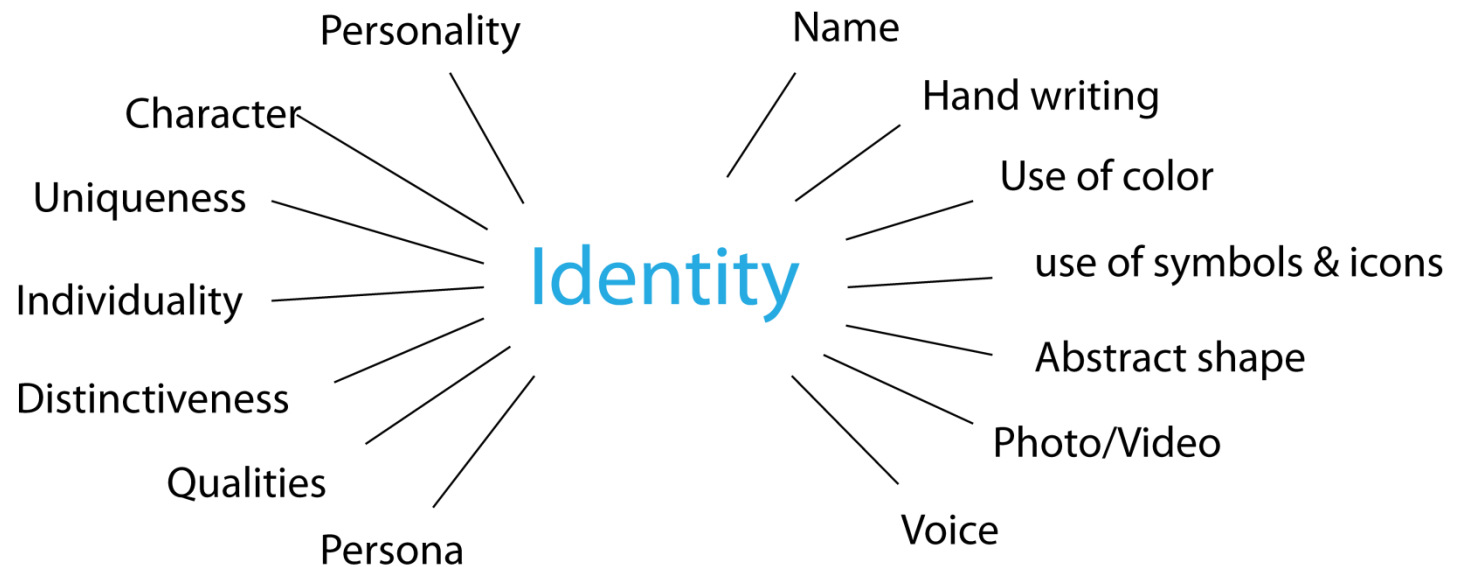 Personality
Name
Character
Hand writing
Uniqueness
Use of color
Identity
use of symbols & icons
Individuality
Abstract shape
Distinctiveness
Photo/Video
Qualities
Voice
Persona